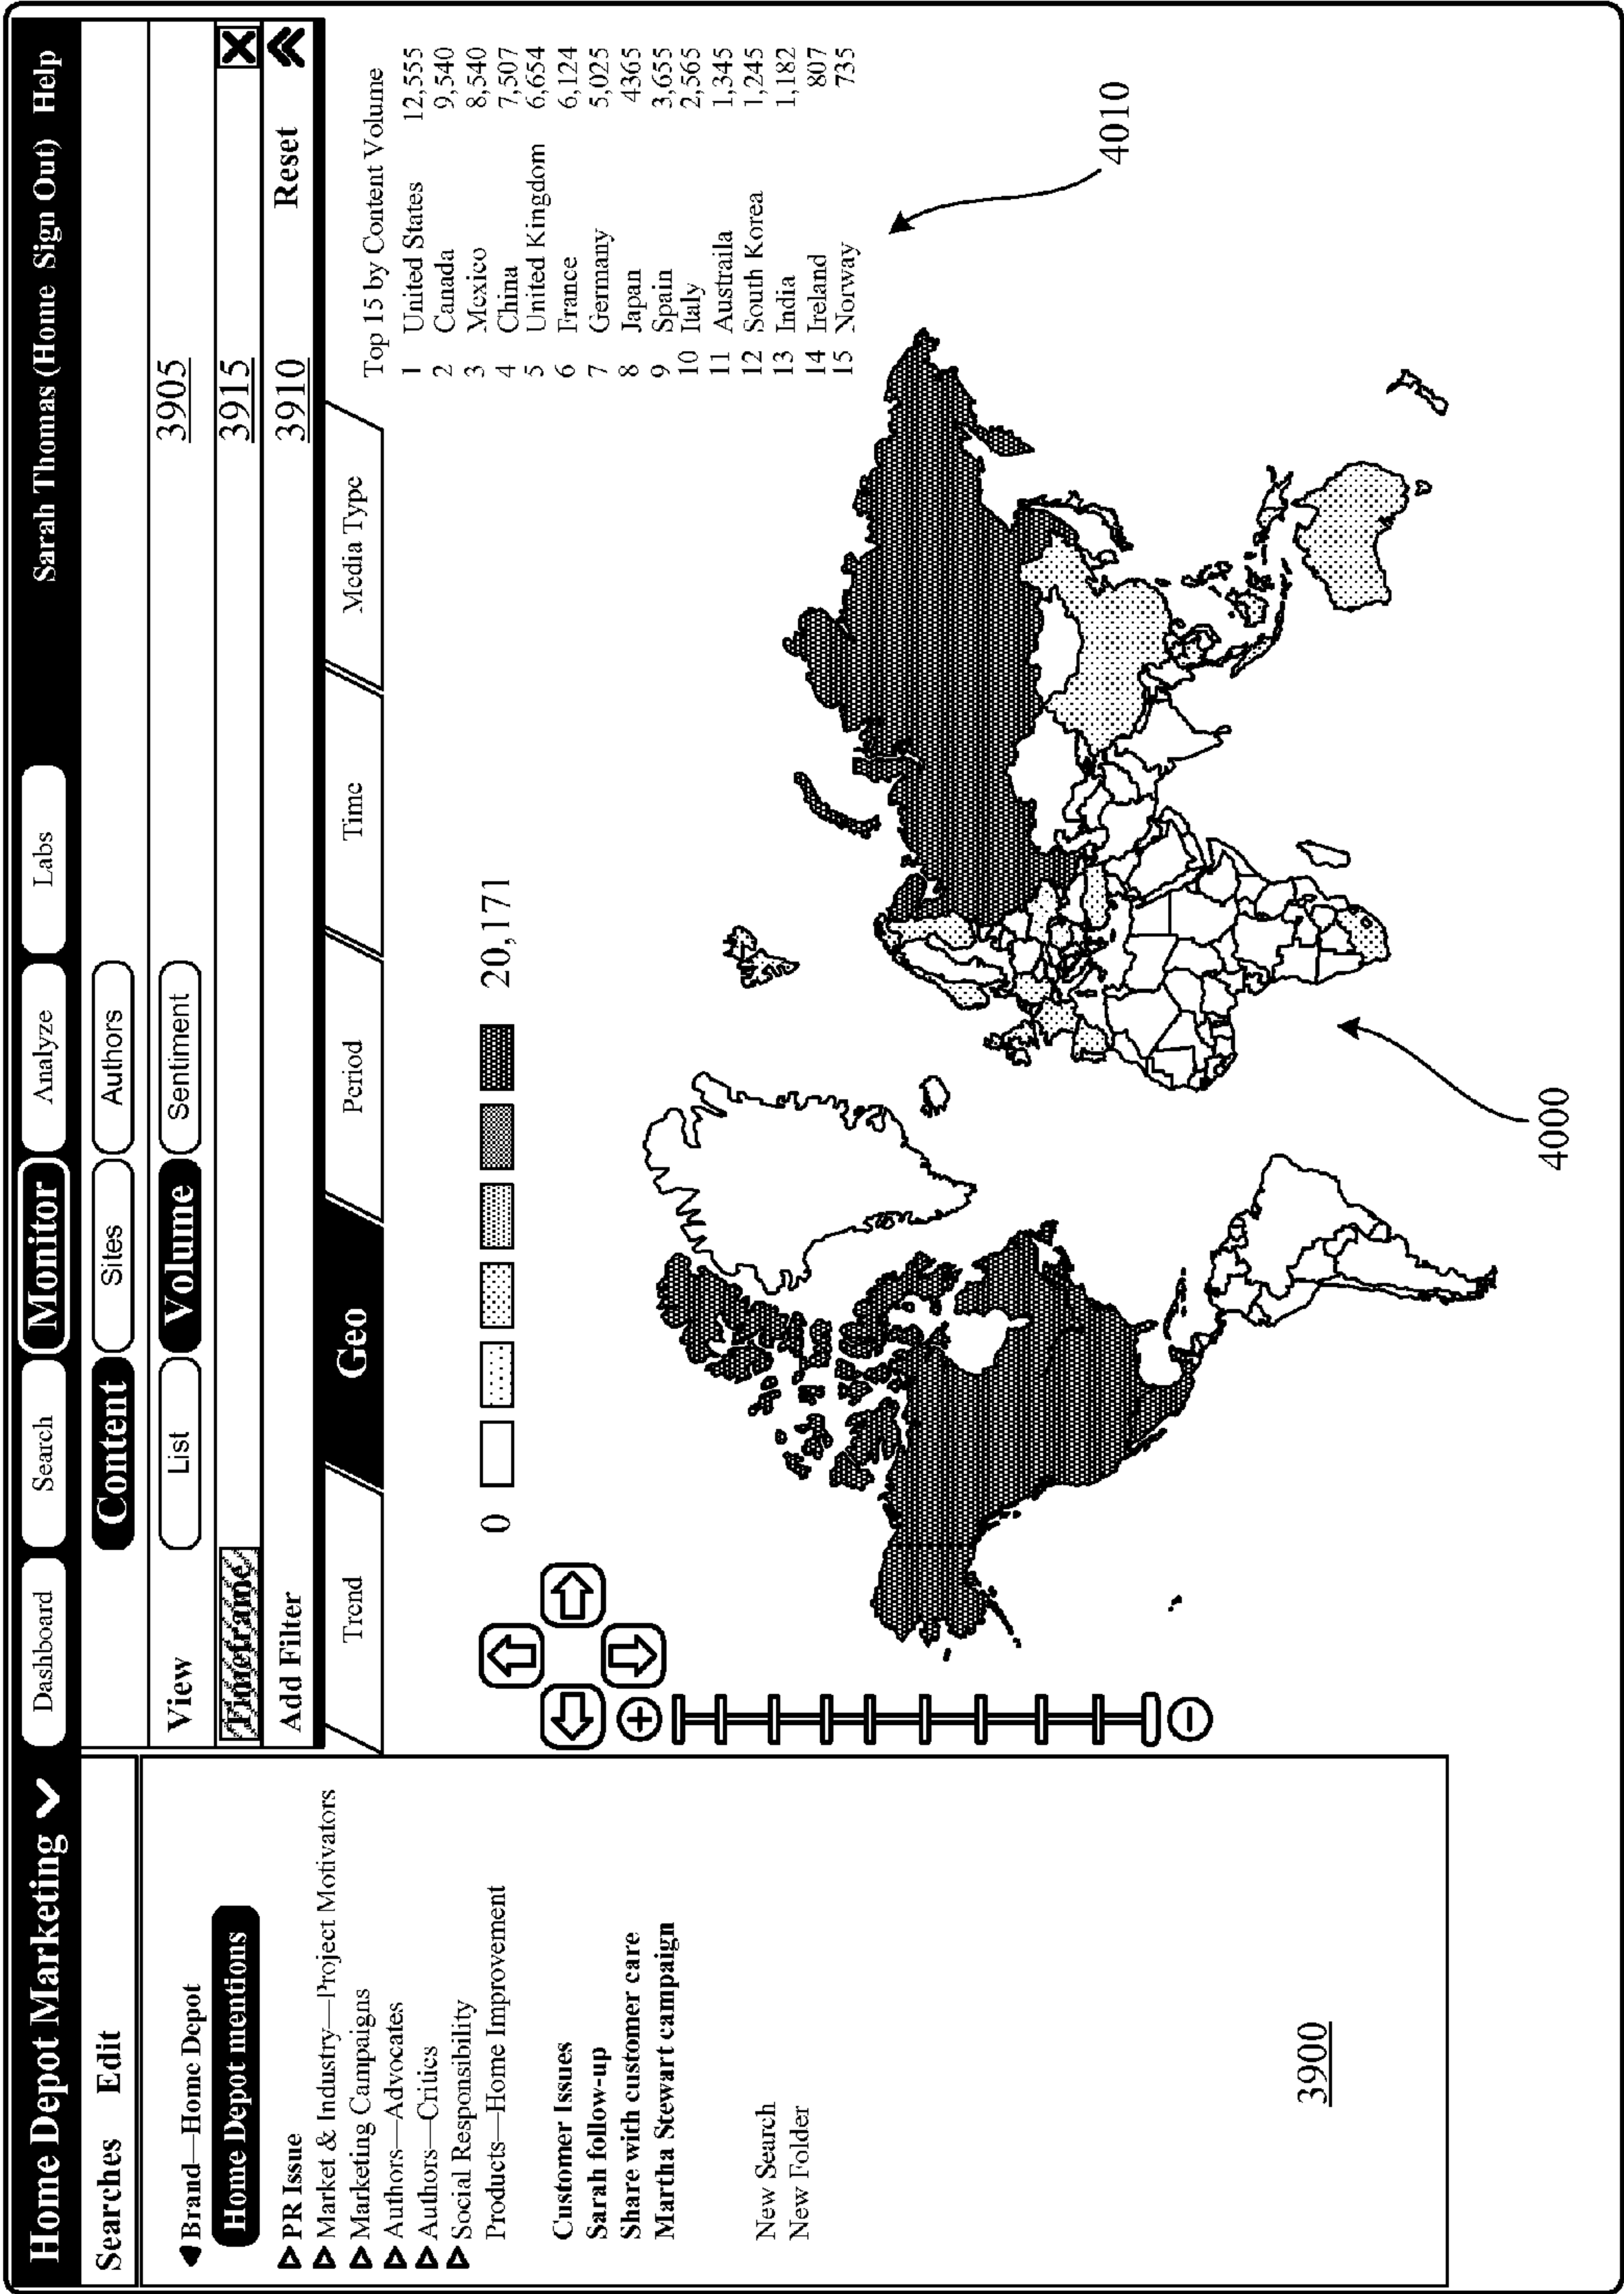 Home Depot Marketing Dashboard Search Monitor Analyze Labs Sarah Thomas (Home Sign Out) Help
Searches Edit
Content Sites Authors
Brand—Home Depot
View List Volume Sentiment 3905
Home Depot mentions
Timeframe 3915
Add Filter 3910 Reset
PR Issue
Market & Industry—Project Motivators
Marketing Campaigns
Authors—Advocates
Authors—Critics
Social Responsibility
Products—Home Improvement
Customer Issues
Sarah follow-up
Share with customer care
Martha Stewart campaign
New Search
New Folder
3900
Trend Geo Period Time Media Type
0 20,171
Top 15 by Content Volume
1 United States 12,555
2 Canada 9,540
3 Mexico 8,540
4 China 7,507
5 United Kingdom 6,654
6 France 6,124
7 Germany 5,025
8 Japan 4365
9 Spain 3,655
10 Italy 2,565
11 Austraila 1,345
12 South Korea 1,245
13 India 1,182
14 Ireland 807
15 Norway 735
4010
4000